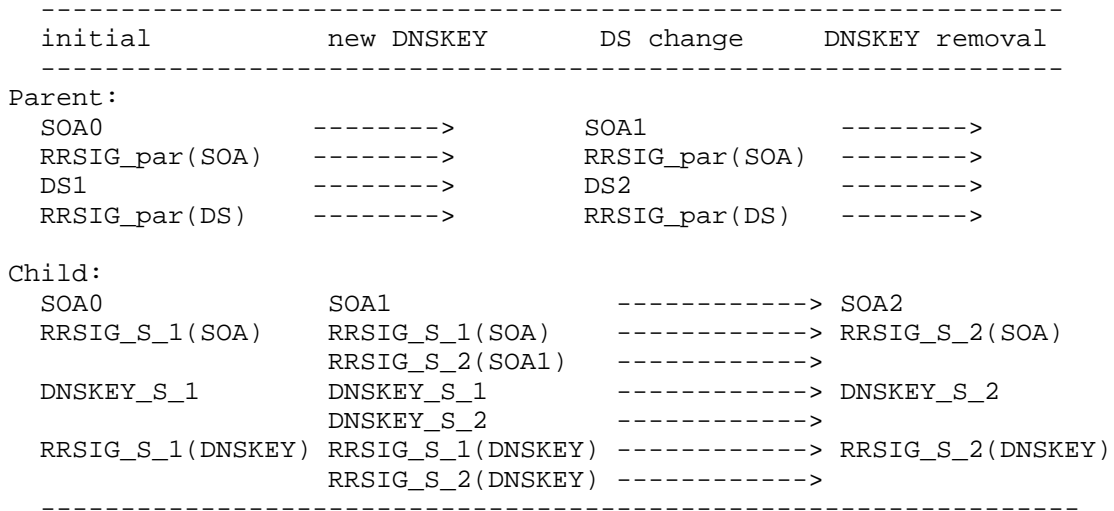 ----------------------------------------------------------------
initial           new DNSKEY       DS change     DNSKEY removal
----------------------------------------------------------------
Parent:
SOA0             -------->        SOA1            -------->
RRSIG_par(SOA)   -------->        RRSIG_par(SOA)  -------->
DS1              -------->        DS2             -------->
RRSIG_par(DS)    -------->        RRSIG_par(DS)   -------->
Child:
SOA0              SOA1              ------------> SOA2
RRSIG_S_1(SOA)    RRSIG_S_1(SOA)    ------------> RRSIG_S_2(SOA)
RRSIG_S_2(SOA1)   ------------>
DNSKEY_S_1        DNSKEY_S_1        ------------> DNSKEY_S_2
DNSKEY_S_2        ------------>
RRSIG_S_1(DNSKEY) RRSIG_S_1(DNSKEY) ------------> RRSIG_S_2(DNSKEY)
RRSIG_S_2(DNSKEY) ------------>
-----------------------------------------------------------------